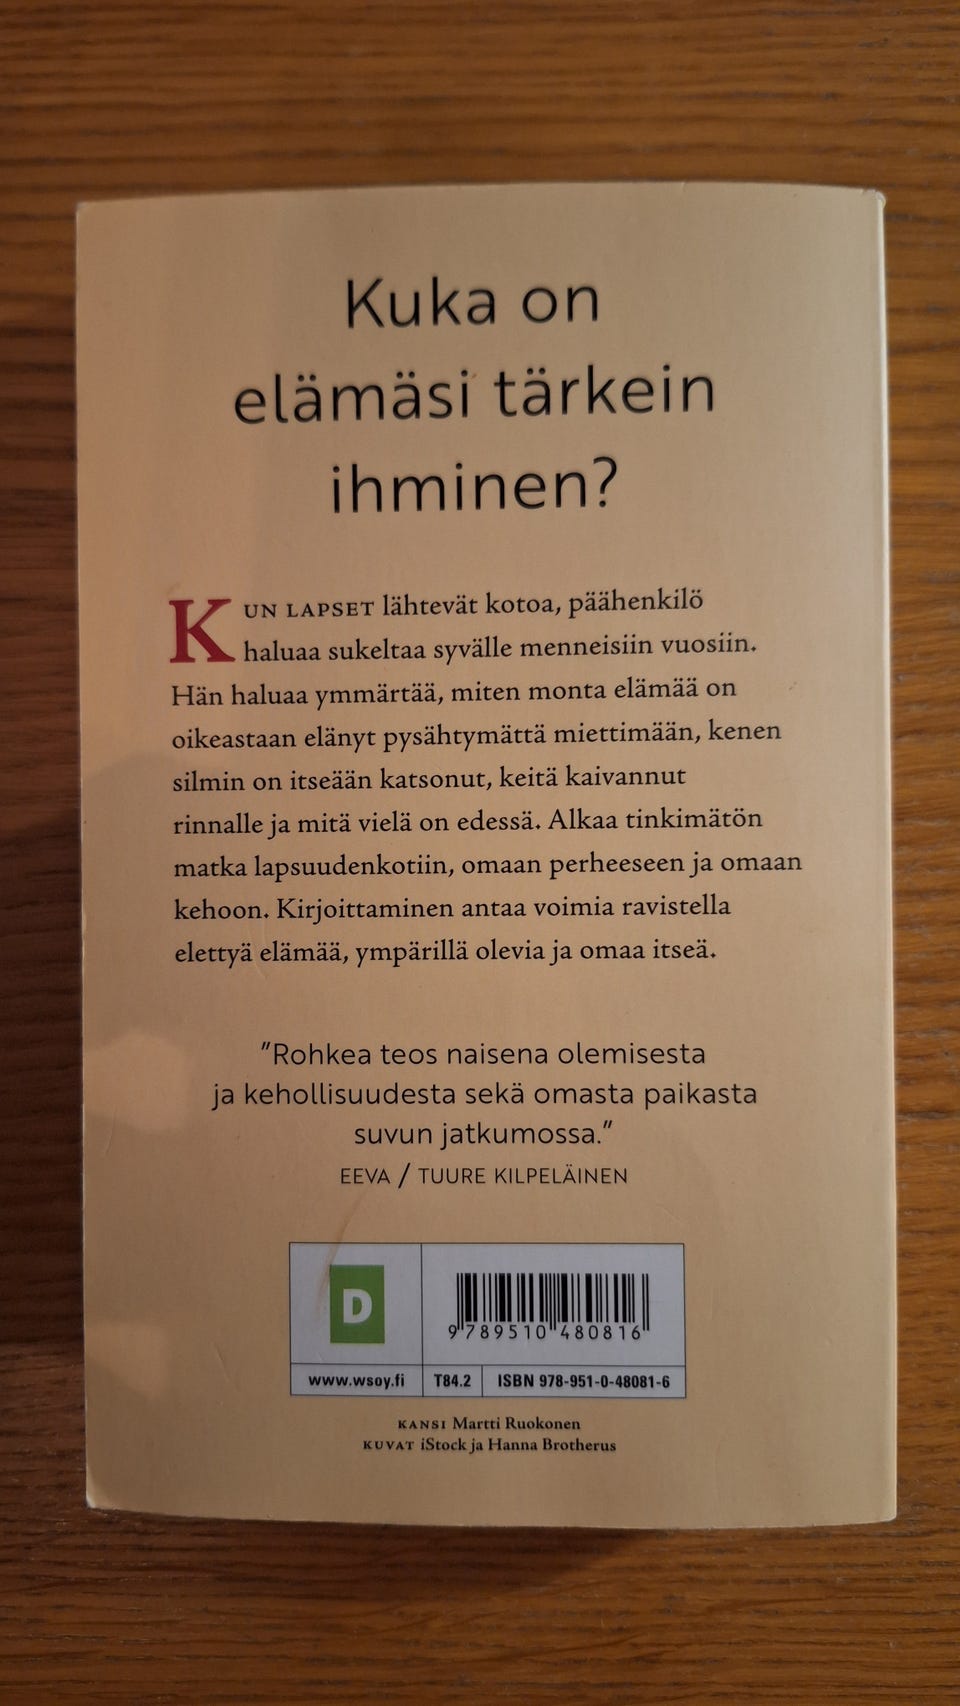 Kuka on
elämäsi tärkein
ihminen?
KUN LAPSET lähtevät kotoa, päähenkilö
haluaa sukeltaa syvälle menneisiin vuosiin.
Hän haluaa ymmärtää, miten monta elämää on
oikeastaan elänyt pysähtymättä miettimään, kenen
silmin on itseään katsonut, keitä kaivannut
rinnalle ja mitä vielä on edessä. Alkaa tinkimätön
matka lapsuudenkotiin, omaan perheeseen ja omaan
kehoon. Kirjoittaminen antaa voimia ravistella
elettyä elämää, ympärillä olevia ja omaa itseä.
"Rohkea teos naisena olemisesta
ja kehollisuudesta sekä omasta paikasta
suvun jatkumossa."
EEVA / TUURE KILPELÄINEN
D
9 789510 480816
www.wsoy.fi T84.2 ISBN 978-951-0-48081-6
KANSI Martti Ruokonen
KUVAT iStock ja Hanna Brotherus